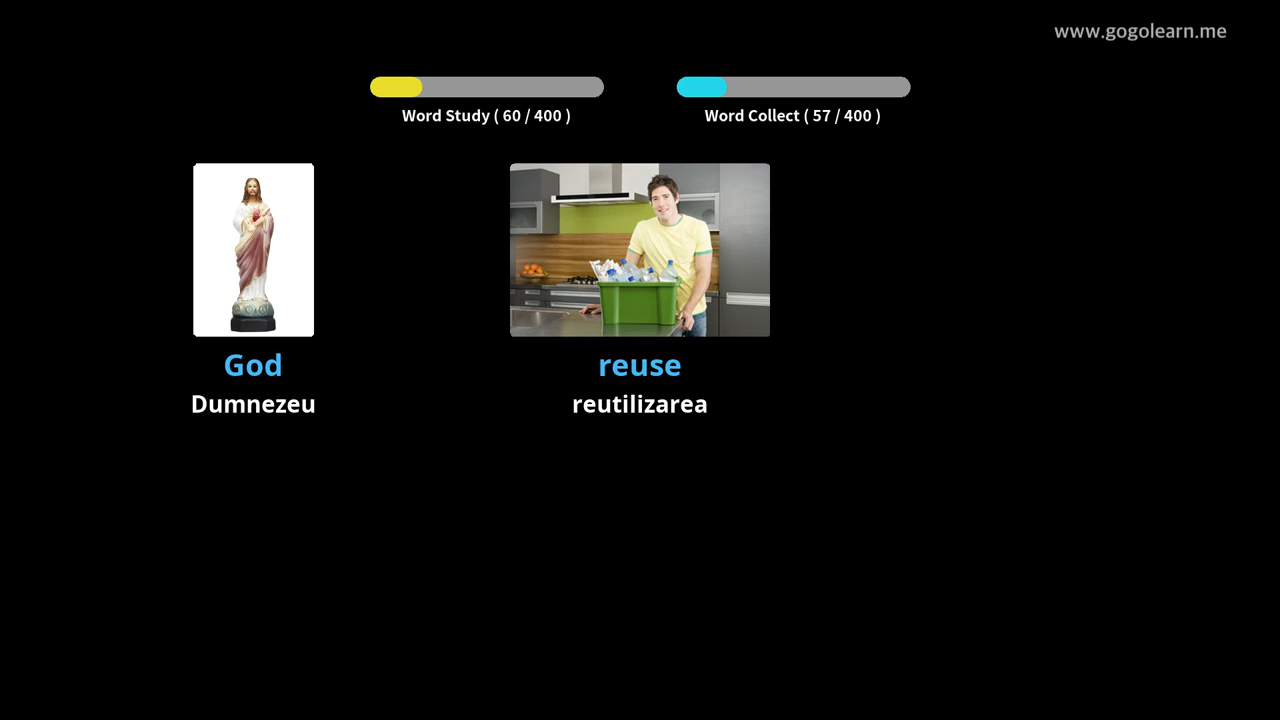 www.gogolearn.me
Word Study ( 60 / 400 )
Word Collect ( 57 / 400 )
God
Dumnezeu
reuse
reutilizarea